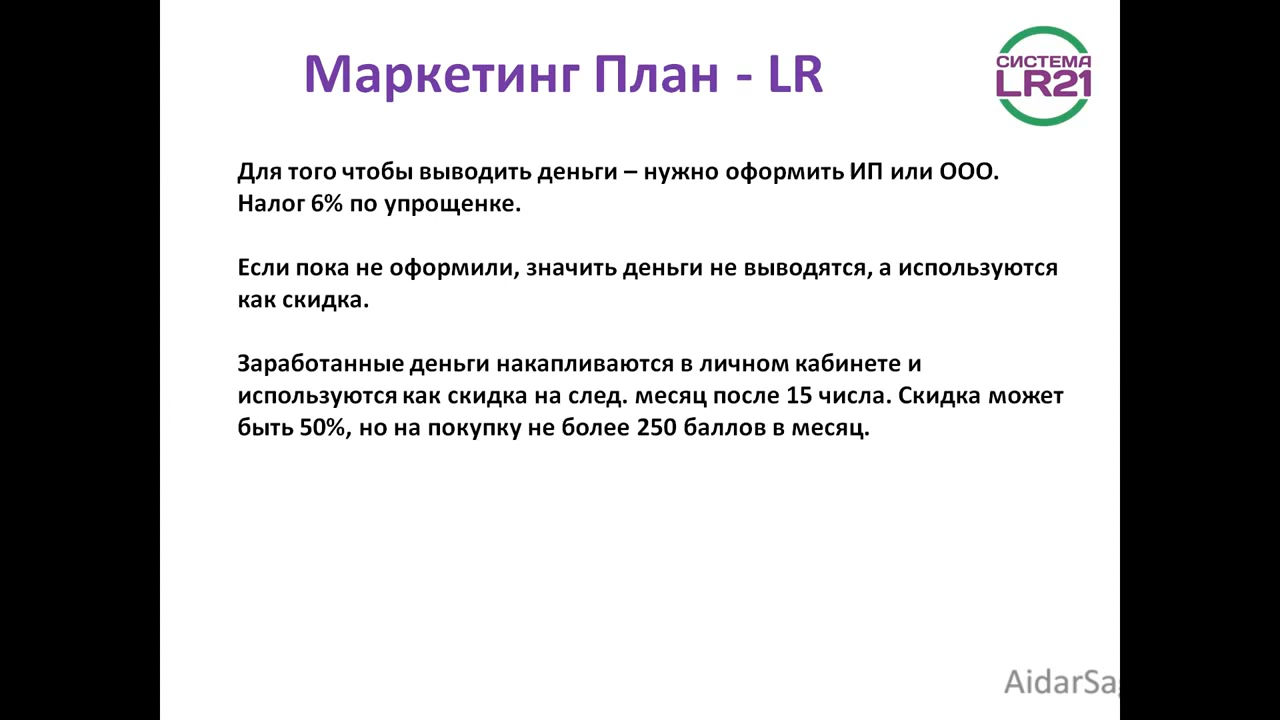 Маркетинг План - LR
СИСТЕМА
LR21
Для того чтобы выводить деньги – нужно оформить ИП или ООО.
Налог 6% по упрощенке.
Если пока не оформили, значить деньги не выводятся, а используются
как скидка.
Заработанные деньги накапливаются в личном кабинете и
используются как скидка на след. месяц после 15 числа. Скидка может
быть 50%, но на покупку не более 250 баллов в месяц.